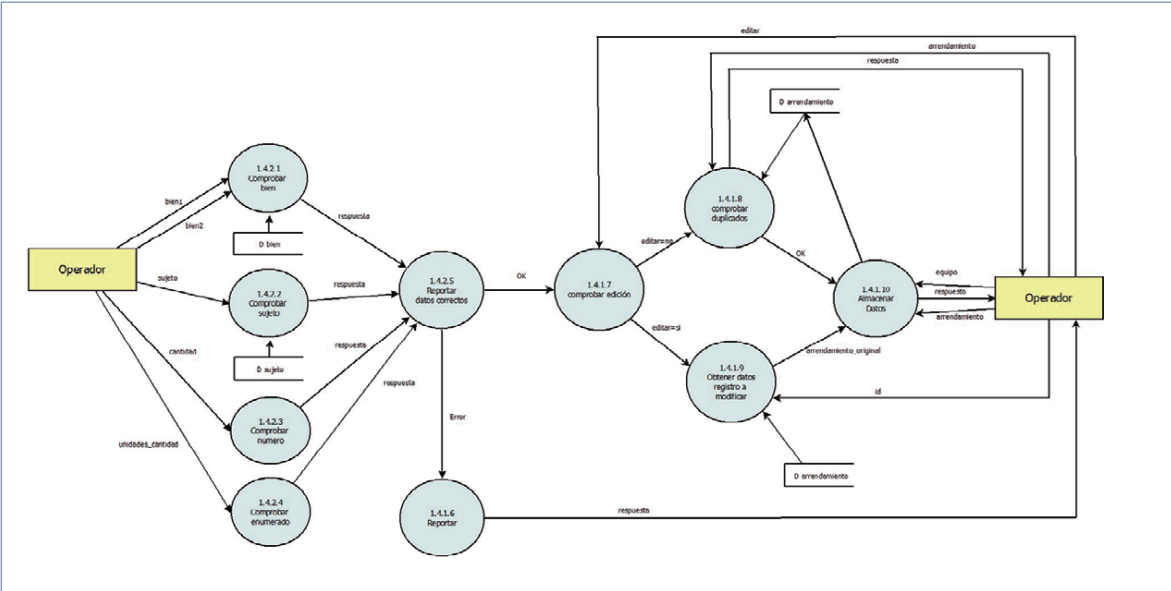 editar
arrendamiento
respuesta
D arrendamiento
1.4.2.1
Comprobar
bien
bien1
bien2
respuesta
D bien
Operador
sujeto
1.4.2.2
Comprobar
sujeto
respuesta
D sujeto
1.4.2.5
Reportar
datos correctos
OK
1.4.1.7
comprobar edición
editar=no
1.4.1.8
comprobar
duplicados
OK
1.4.1.10
Almacenar
Datos
equipo
respuesta
arrendamiento
Operador
editar=si
arrendamiento_original
1.4.1.9
Obtener datos
registro a
modificar
id
cantidad
respuesta
respuesta
1.4.2.3
Comprobar
numero
unidades_cantidad
Error
D arrendamiento
1.4.2.4
Comprobar
enumerado
1.4.1.6
Reportar
respuesta